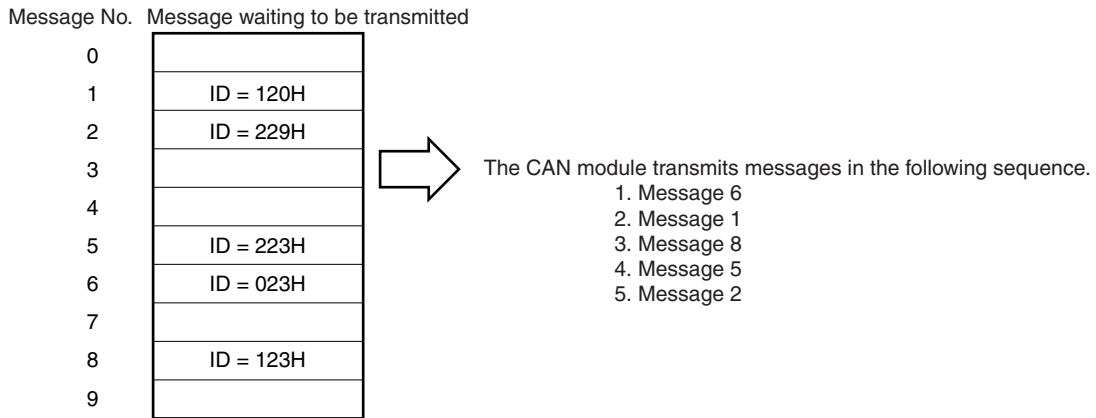 Message No. Message waiting to be transmitted
0
1 ID = 120H
2 ID = 229H
3
4
5 ID = 223H
6 ID = 023H
7
8 ID = 123H
9
The CAN module transmits messages in the following sequence.
1. Message 6
2. Message 1
3. Message 8
4. Message 5
5. Message 2